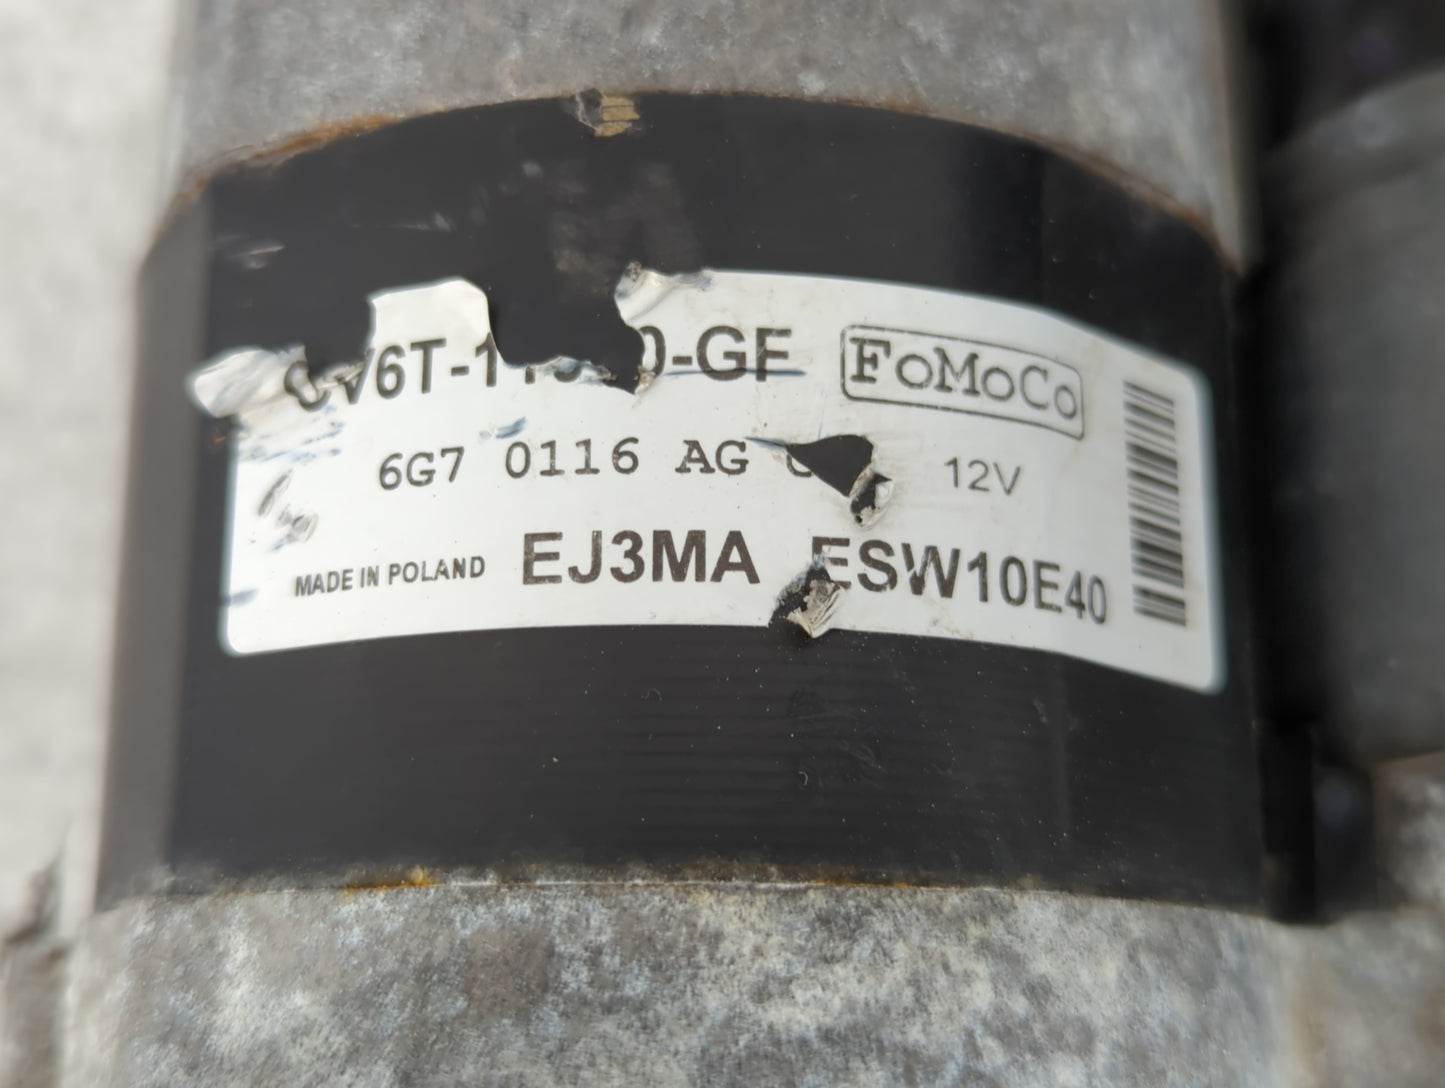 FoMoCo
6G7 0116 AG 12V
MADE IN POLAND EJ3MA ESW10E40